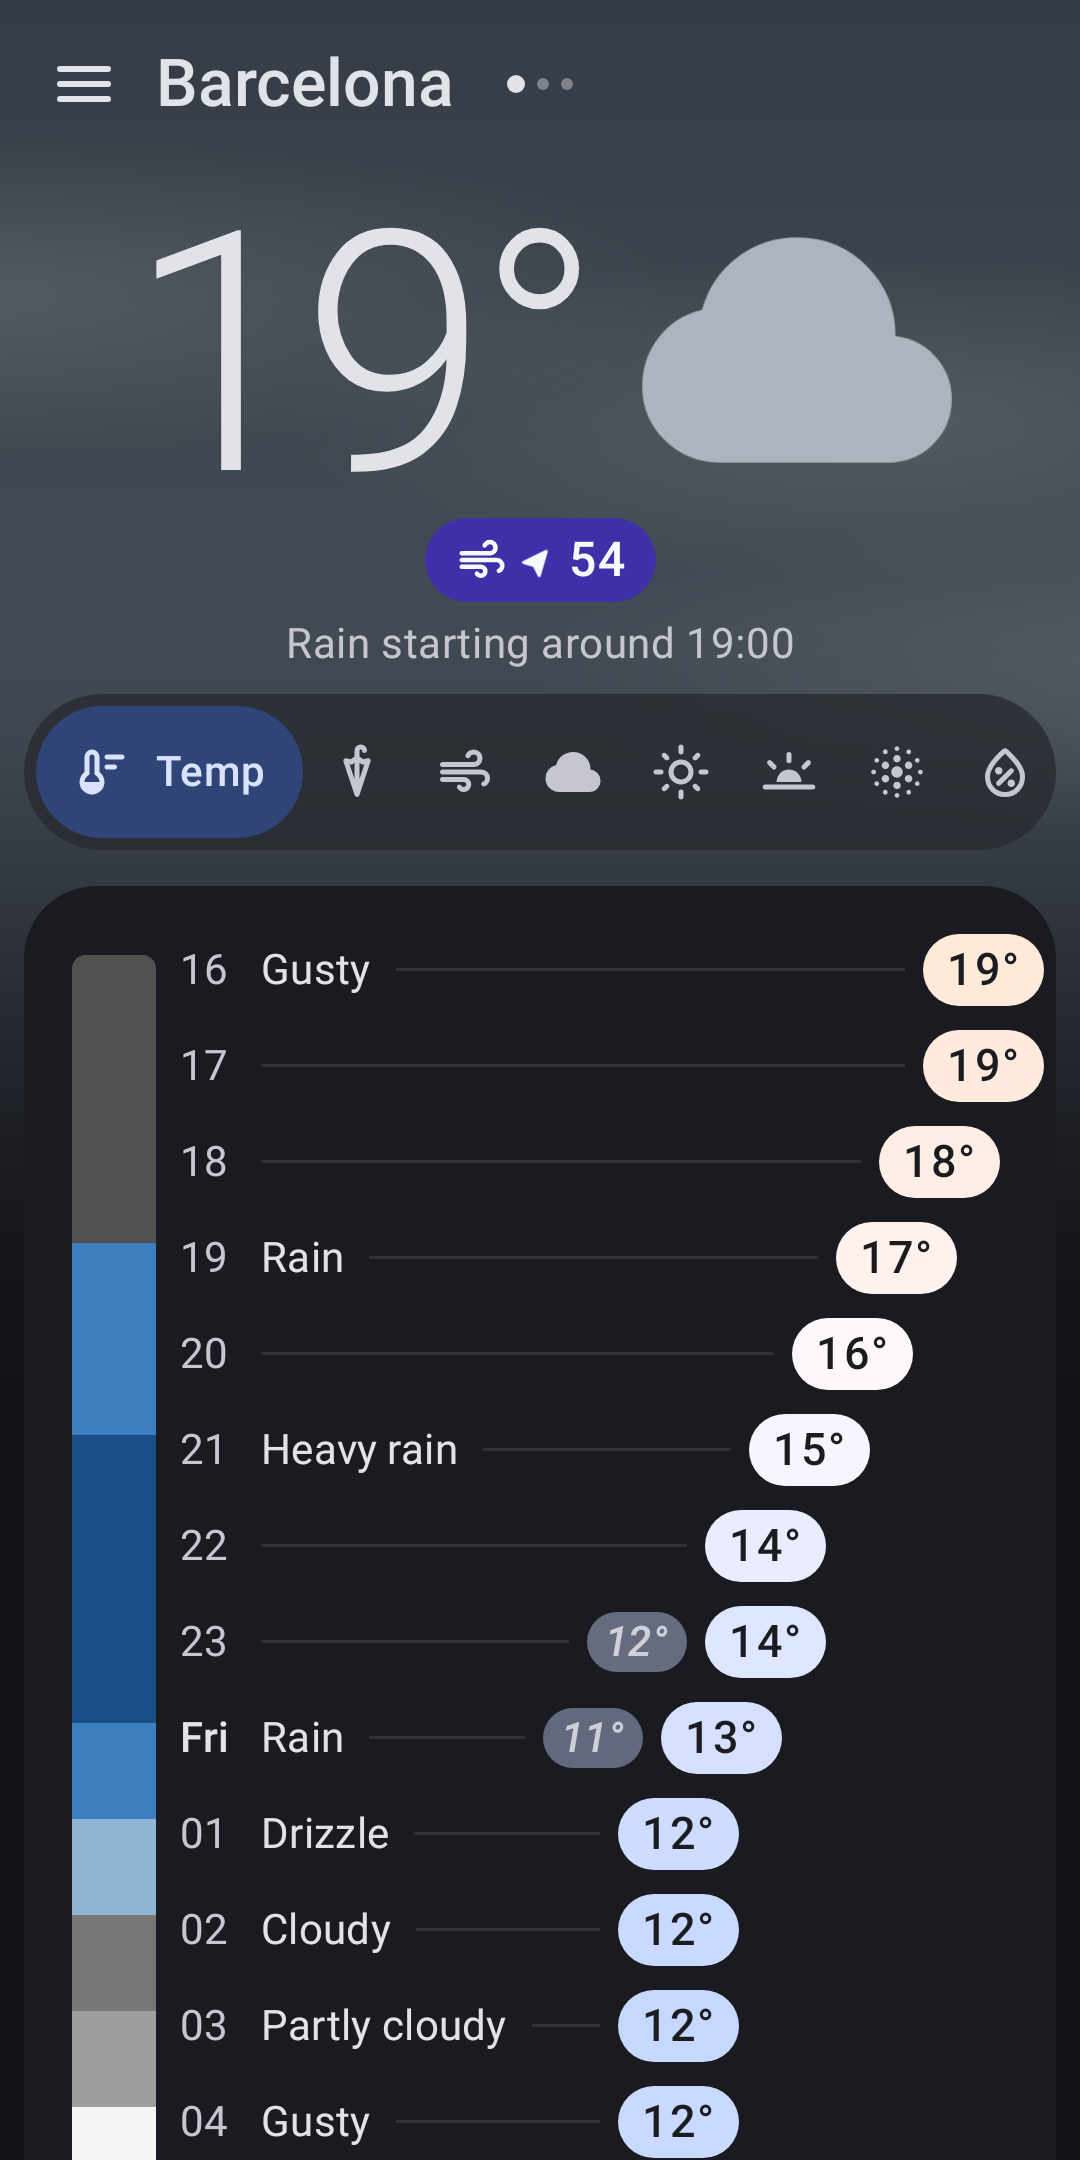 Barcelona
19°
54
Rain starting around 19:00
Temp
16 Gusty 19°
17 19°
18 18°
19 Rain 17°
20 16°
21 Heavy rain 15°
22 14°
23 12° 14°
Fri Rain 11° 13°
01 Drizzle 12°
02 Cloudy 12°
03 Partly cloudy 12°
04 Gusty 12°